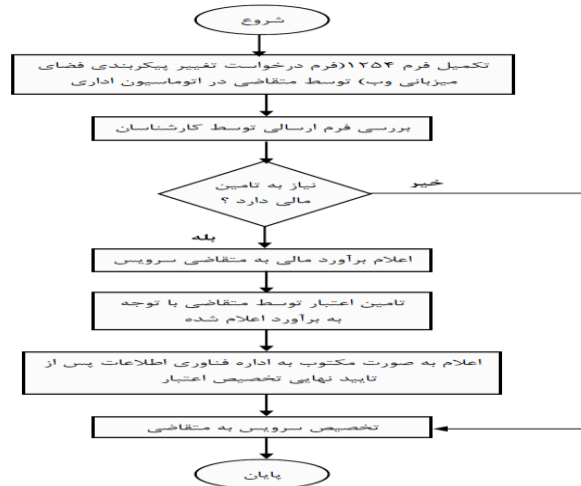 شروع
تکمیل فرم ۱۲۵۴(فرم درخواست تغییر پیکربندی فضای
میزبانی وب) توسط متقاضی در اتوماسیون اداری
بررسی فرم ارسالی توسط کارشناسان
نیاز به تامین
مالی دارد ؟
خیر
بله
اعلام برآورد مالی به متقاضی سرویس
تامین اعتبار توسط متقاضی با توجه
به برآورد اعلام شده
اعلام به صورت مکتوب به اداره فناوری اطلاعات پس از
تایید نهایی تخصیص اعتبار
تخصیص سرویس به متقاضی
پایان